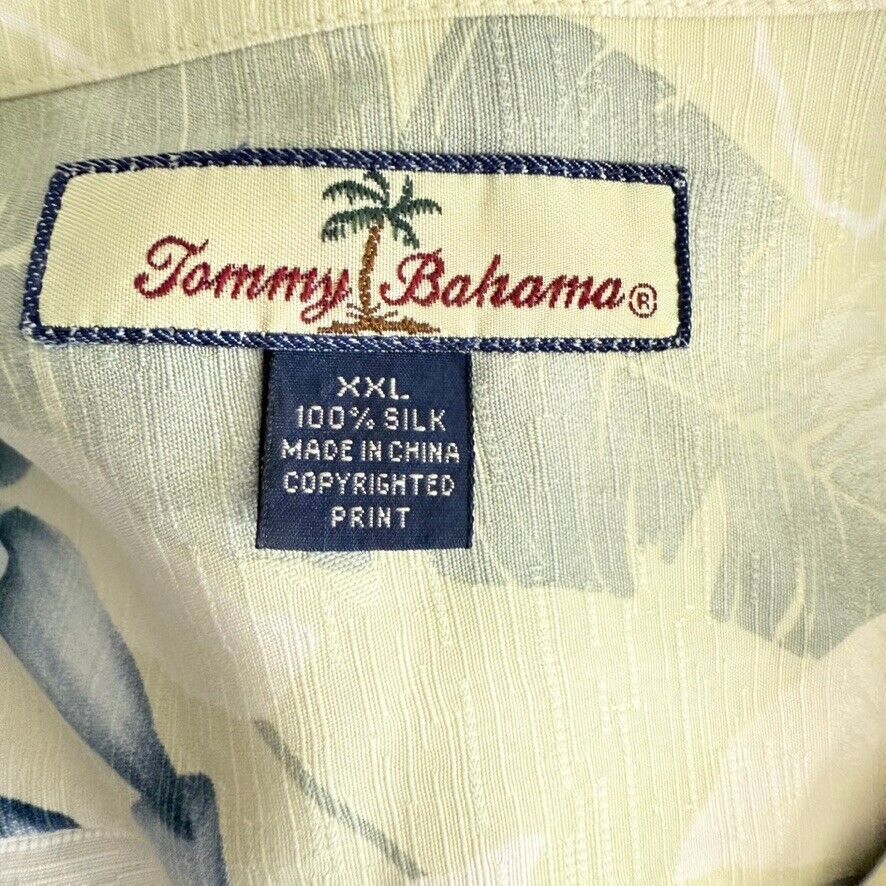 Tommy Bahama®
XXL
100% SILK
MADE IN CHINA
COPYRIGHTED
PRINT